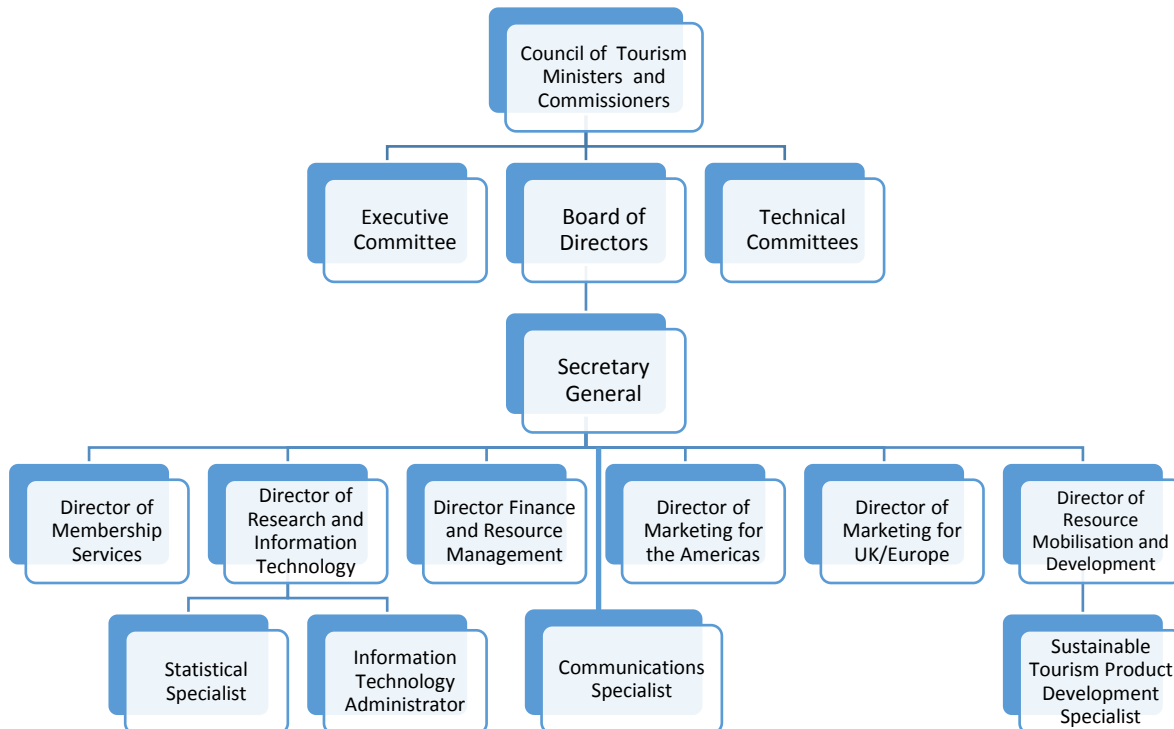 Council of Tourism
Ministers and
Commissioners
Executive
Committee
Board of
Directors
Technical
Committees
Secretary
General
Director of
Membership
Services
Director of
Research and
Information
Technology
Director Finance
and Resource
Management
Director of
Marketing for
the Americas
Director of
Marketing for
UK/Europe
Director of
Resource
Mobilisation and
Development
Statistical
Specialist
Information
Technology
Administrator
Communications
Specialist
Sustainable
Tourism Product
Development
Specialist